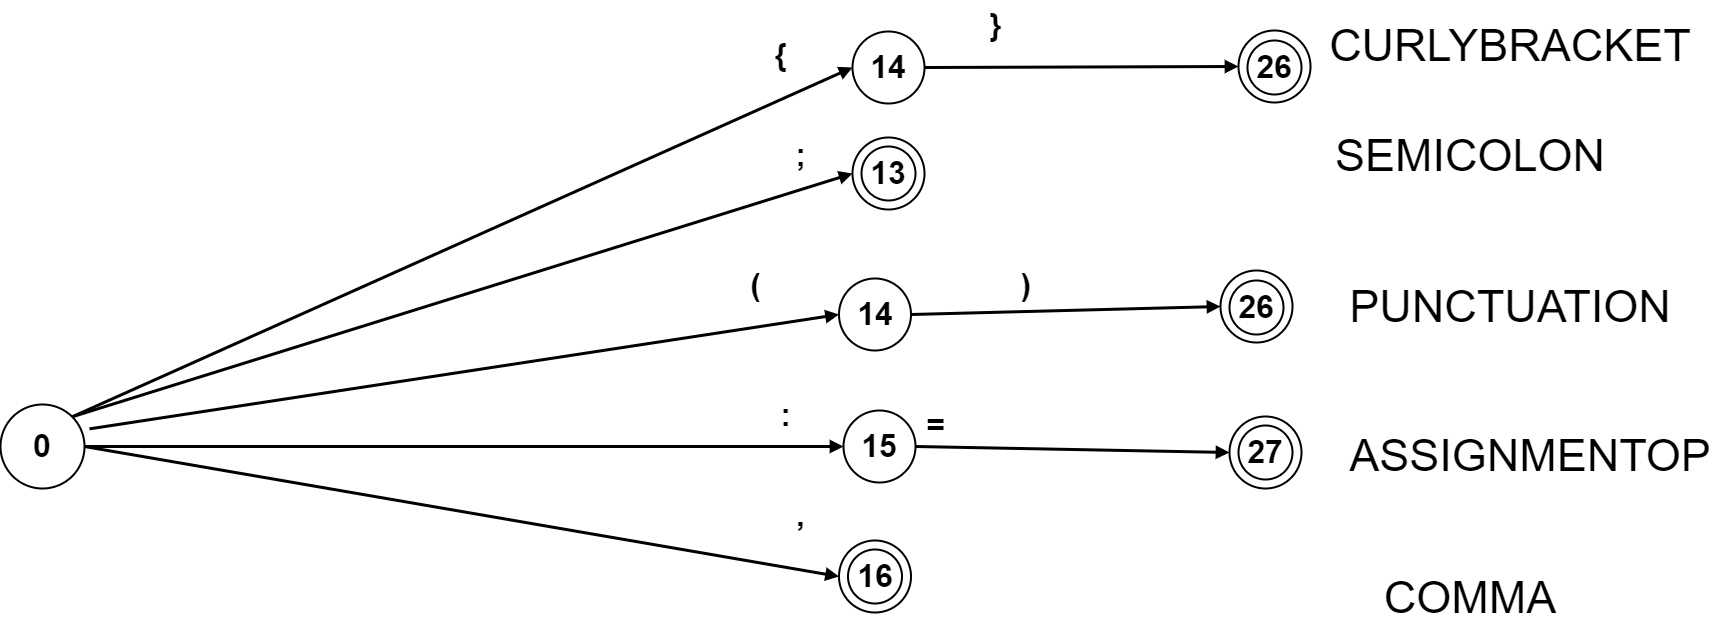 { 14 } 26 CURLYBRACKET
; 13 SEMICOLON
( 14 ) 26 PUNCTUATION
0 : 15 = 27 ASSIGNMENTOP
, 16 COMMA